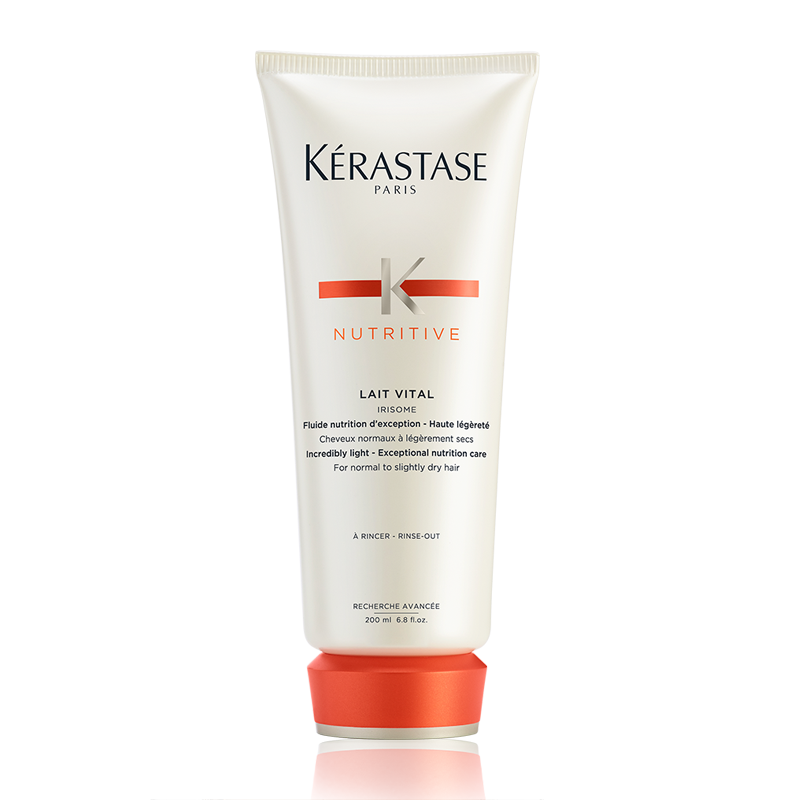 KÉRASTASE
PARIS
K
NUTRITIVE
LAIT VITAL
IRISOME
Fluide nutrition d'exception - Haute légèreté
Cheveux normaux à légèrement secs
Incredibly light - Exceptional nutrition care
For normal to slightly dry hair
À RINCER - RINSE-OUT
RECHERCHE AVANCÉE
200 ml 6.8 fl.oz.